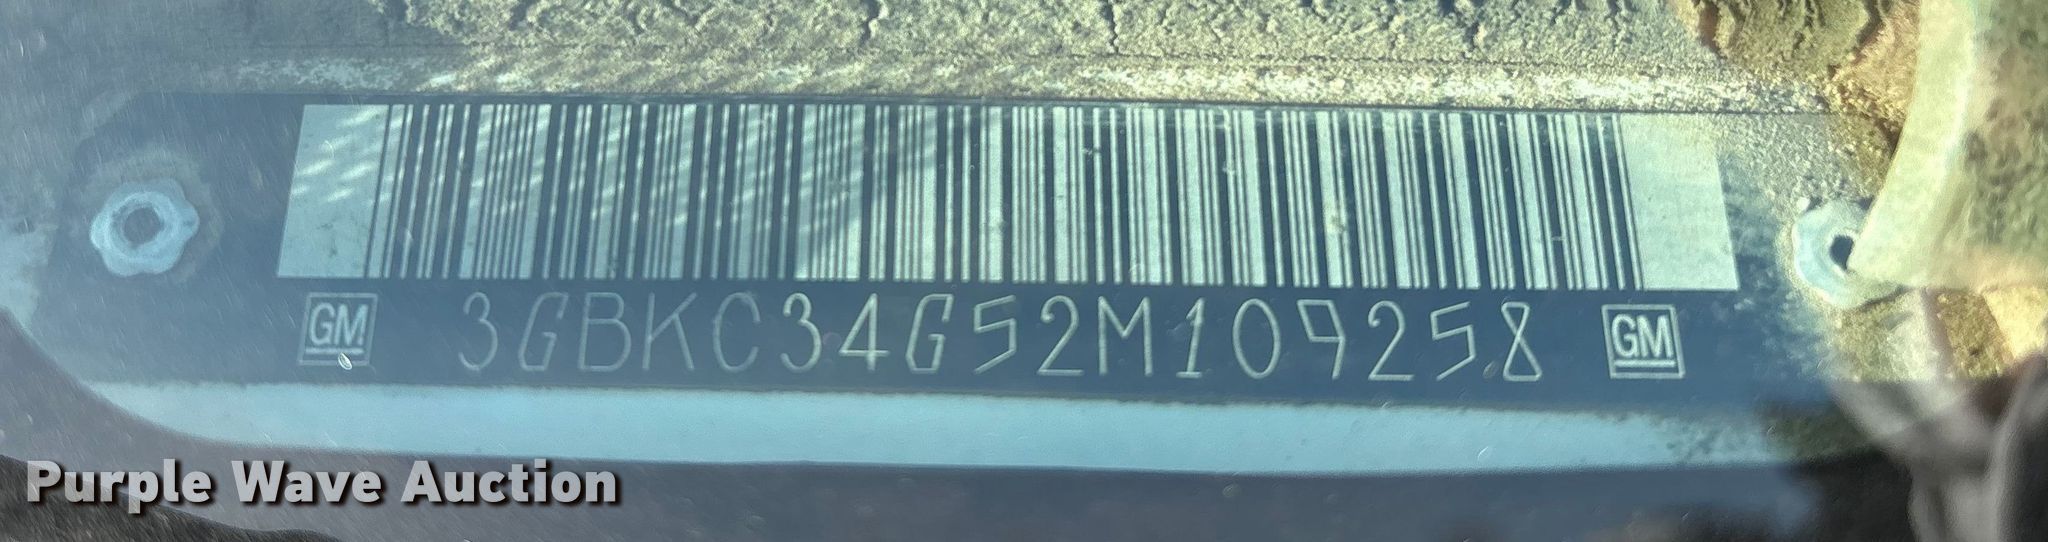 GM 3GBKC34G52M109258 GM
Purple Wave Auction